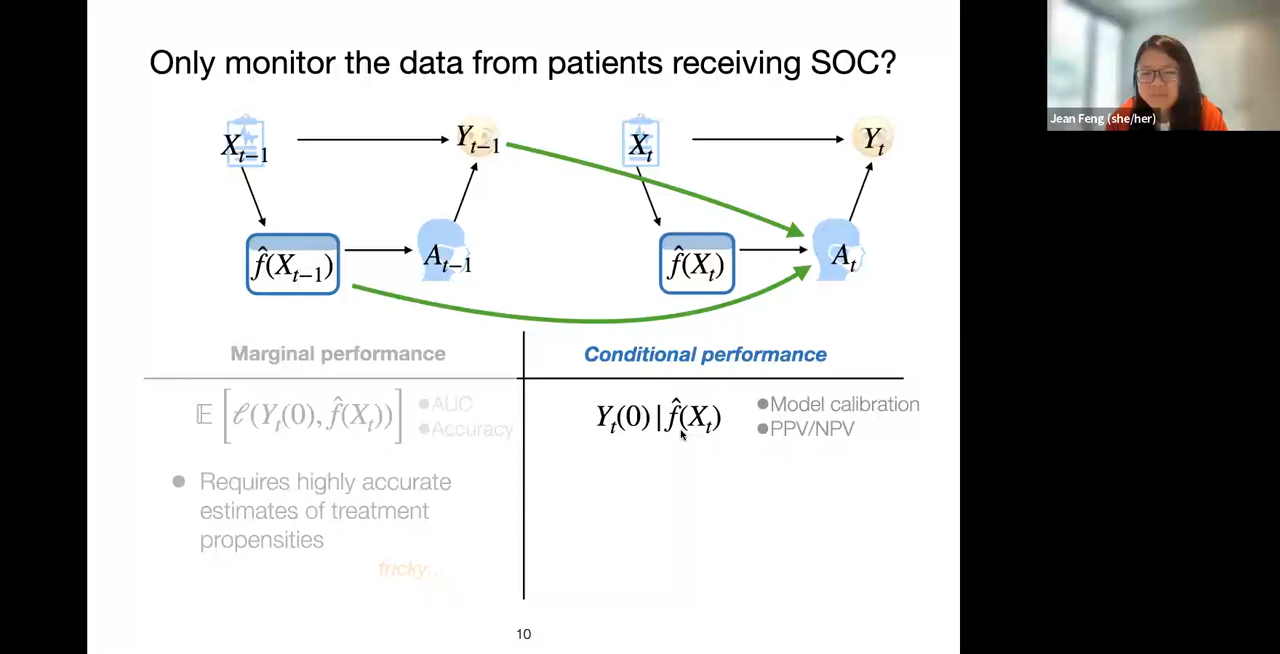 Only monitor the data from patients receiving SOC?
Jean Feng (she/her)
X_{t-1}
Y_{t-1}
X_t
Y_t
f̂(X_{t-1})
A_{t-1}
f̂(X_t)
A_t
Marginal performance
𝔼[ℓ(Y_t(0), f̂(X_t))]
●AUC
●Accuracy
● Requires highly accurate
estimates of treatment
propensities
tricky...
Conditional performance
Y_t(0) | f̂(X_t)
●Model calibration
●PPV/NPV
10